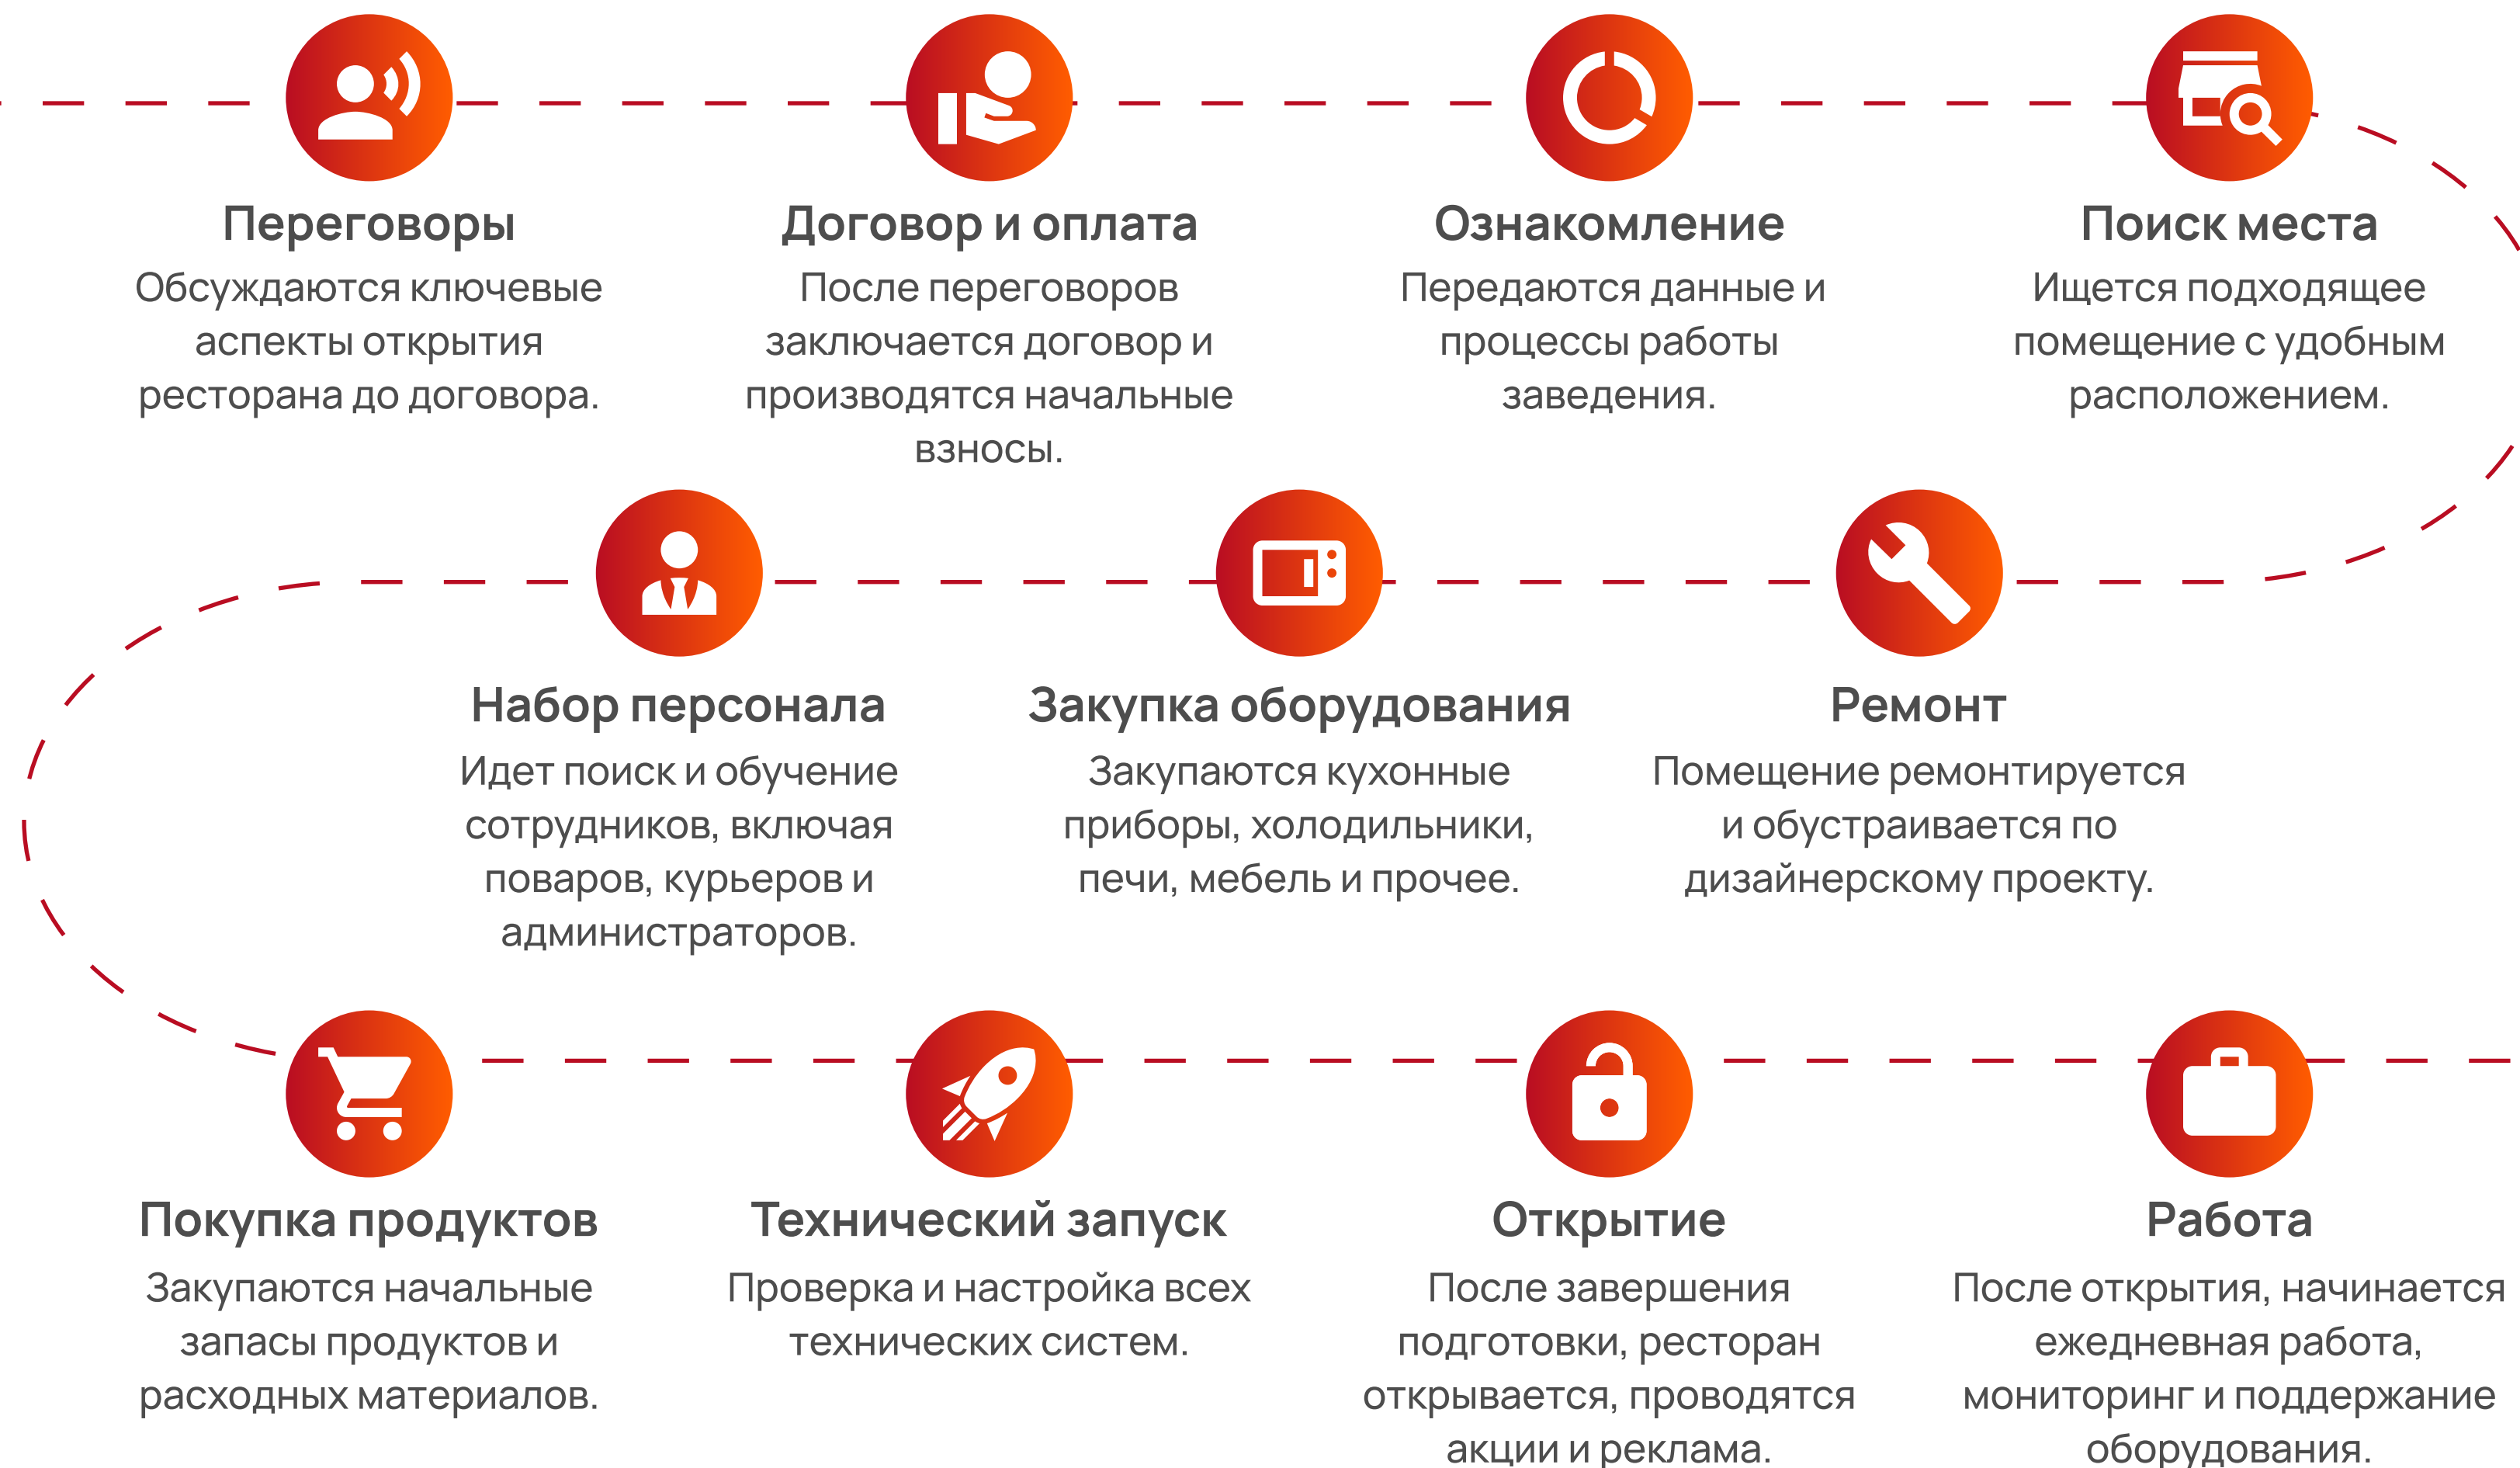 Переговоры
Обсуждаются ключевые
аспекты открытия
ресторана до договора.
Договор и оплата
После переговоров
заключается договор и
производятся начальные
взносы.
Ознакомление
Передаются данные и
процессы работы
заведения.
Поиск места
Ищется подходящее
помещение с удобным
расположением.
Набор персонала
Идет поиск и обучение
сотрудников, включая
поваров, курьеров и
администраторов.
Закупка оборудования
Закупаются кухонные
приборы, холодильники,
печи, мебель и прочее.
Ремонт
Помещение ремонтируется
и обустраивается по
дизайнерскому проекту.
Покупка продуктов
Закупаются начальные
запасы продуктов и
расходных материалов.
Технический запуск
Проверка и настройка всех
технических систем.
Открытие
После завершения
подготовки, ресторан
открывается, проводятся
акции и реклама.
Работа
После открытия, начинается
ежедневная работа,
мониторинг и поддержание
оборудования.